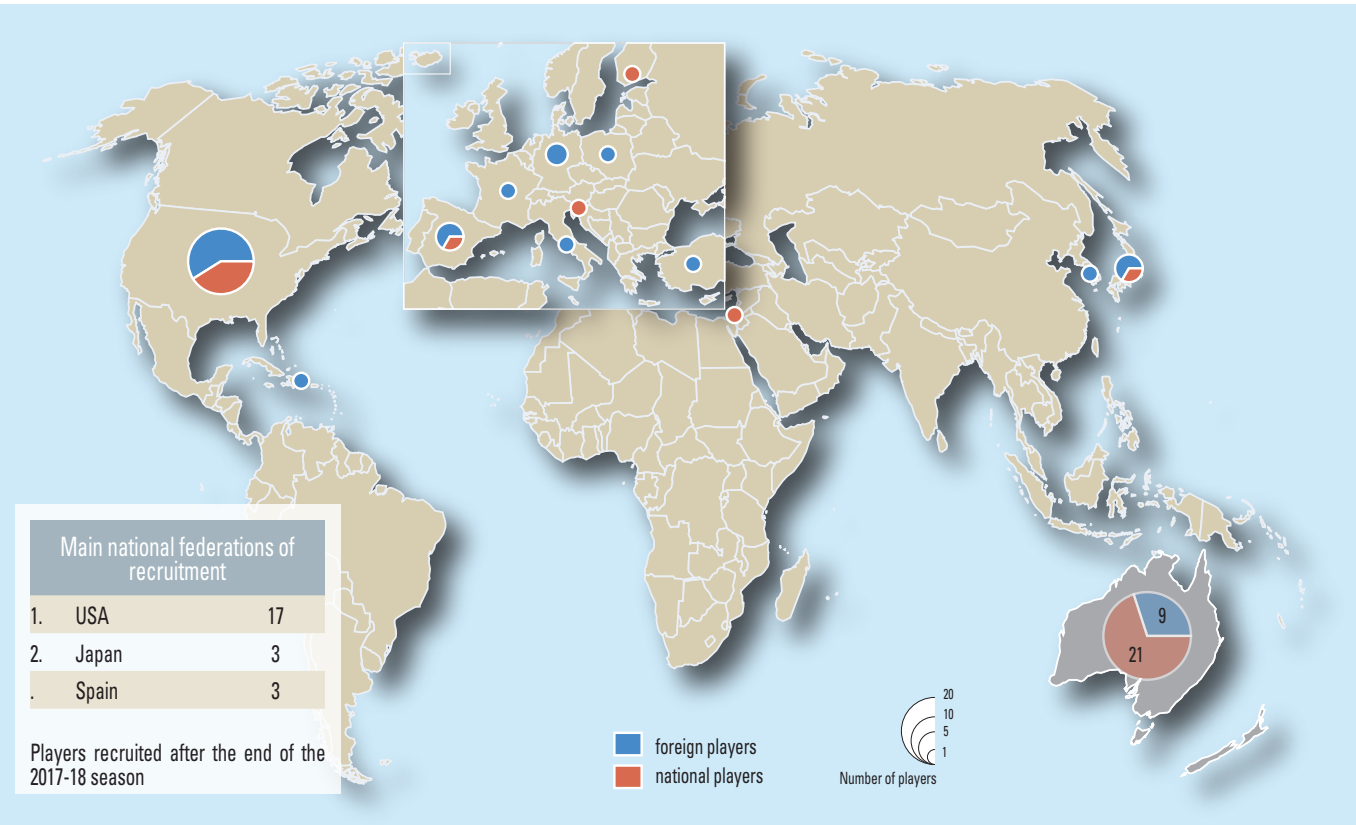 Main national federations of
recruitment
1. USA 17
2. Japan 3
. Spain 3
Players recruited after the end of the
2017-18 season
foreign players
national players
20
10
5
1
Number of players
9
21